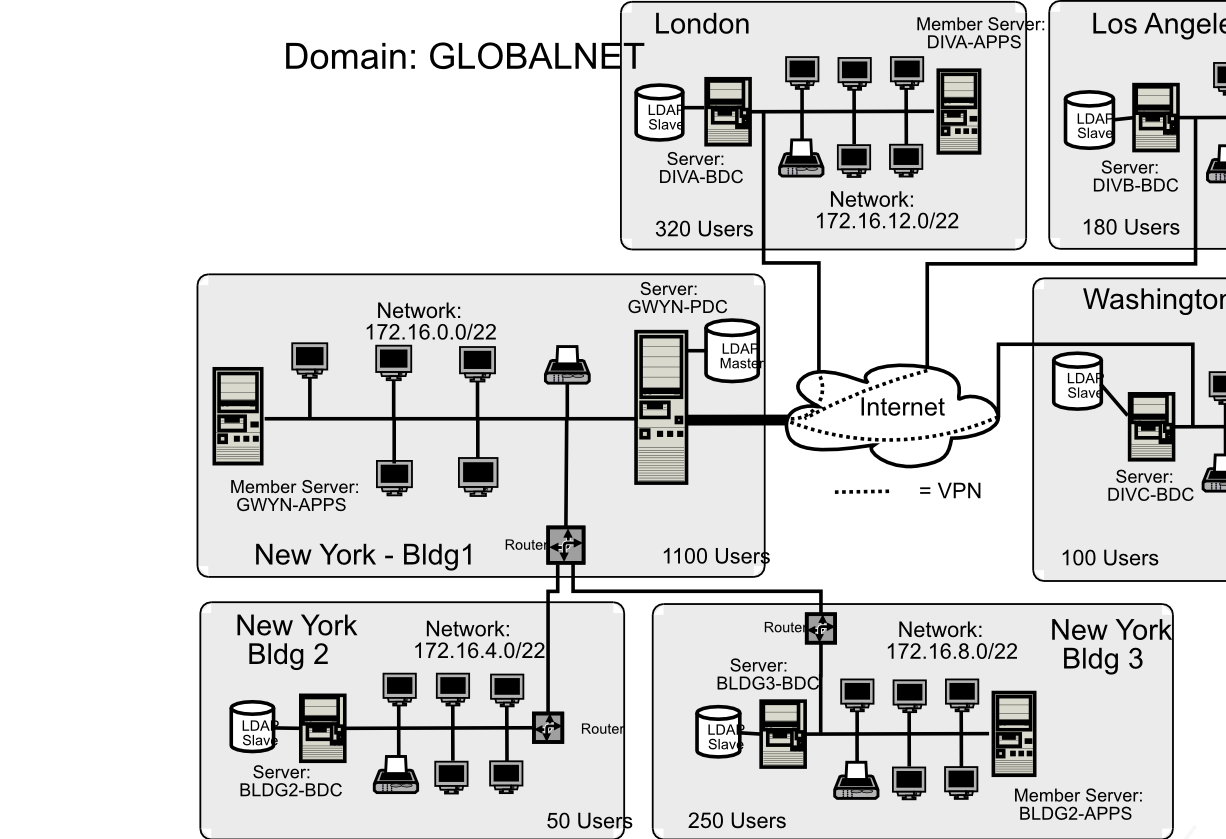 Domain: GLOBALNET
London
Member Server:
DIVA-APPS
LDAP
Slave
Server:
DIVA-BDC
Network:
172.16.12.0/22
320 Users
Los Angele
LDAP
Slave
Server:
DIVB-BDC
180 Users
Network:
172.16.0.0/22
Server:
GWYN-PDC
LDAP
Master
Member Server:
GWYN-APPS
Router
New York - Bldg1
1100 Users
Internet
= VPN
Washington
LDAP
Slave
Server:
DIVC-BDC
100 Users
New York
Bldg 2
Network:
172.16.4.0/22
LDAP
Slave
Router
Server:
BLDG2-BDC
50 Users
Router
Network:
172.16.8.0/22
New York
Bldg 3
Server:
BLDG3-BDC
LDAP
Slave
Member Server:
BLDG2-APPS
250 Users